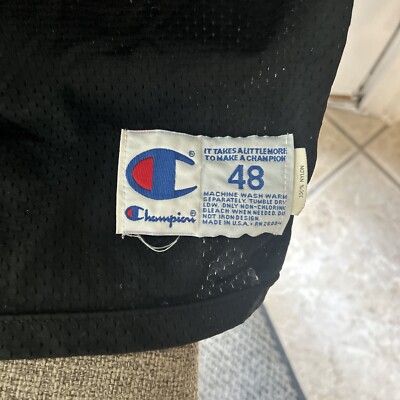 IT TAKES A LITTLE MORE
TO MAKE A CHAMPION
®
48
MACHINE WASH WARM
SEPARATELY. TUMBLE DRY
LOW. ONLY NON-CHLORINE
BLEACH WHEN NEEDED. DO
NOT IRON DESIGN.
MADE IN U.S.A. • RN
Champion®
100% NYLON